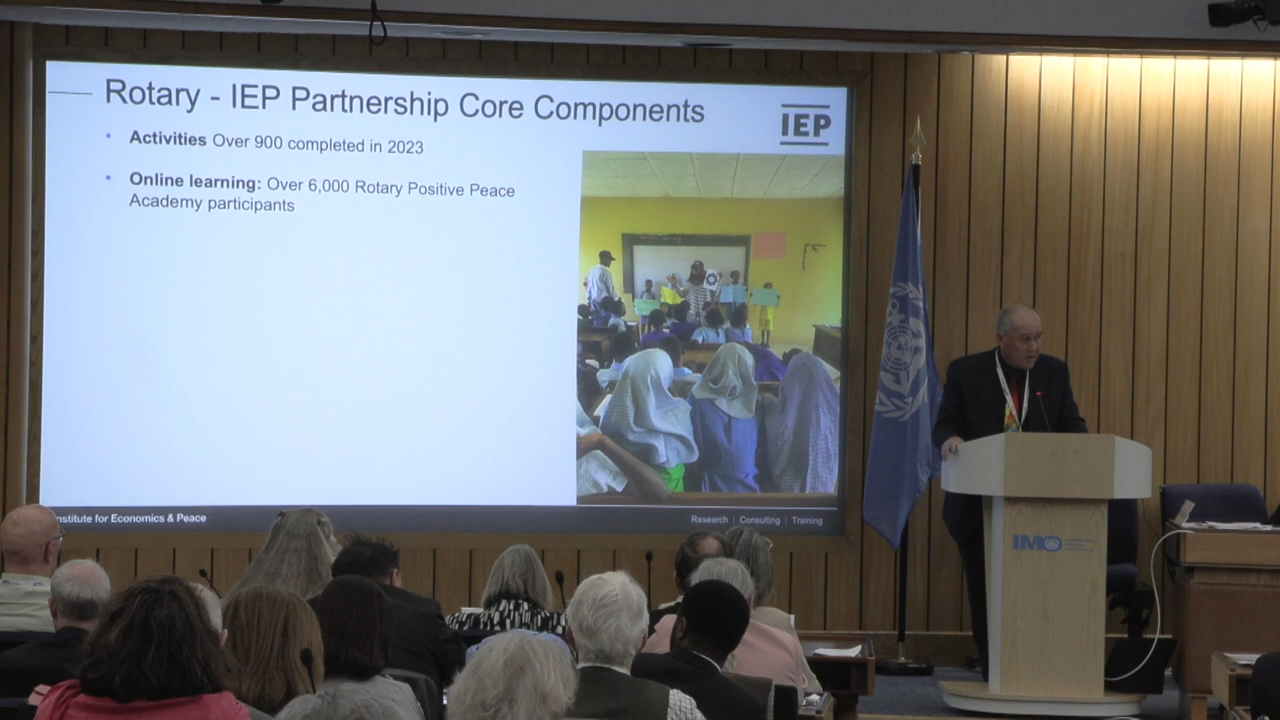 Rotary - IEP Partnership Core Components
IEP
• Activities Over 900 completed in 2023
• Online learning: Over 6,000 Rotary Positive Peace
Academy participants
nstitute for Economics & Peace
Research | Consulting | Training
IMO